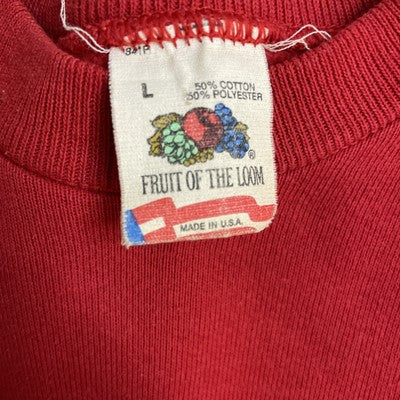 L
50% COTTON
50% POLYESTER
®
FRUIT OF THE LOOM
MADE IN U.S.A.